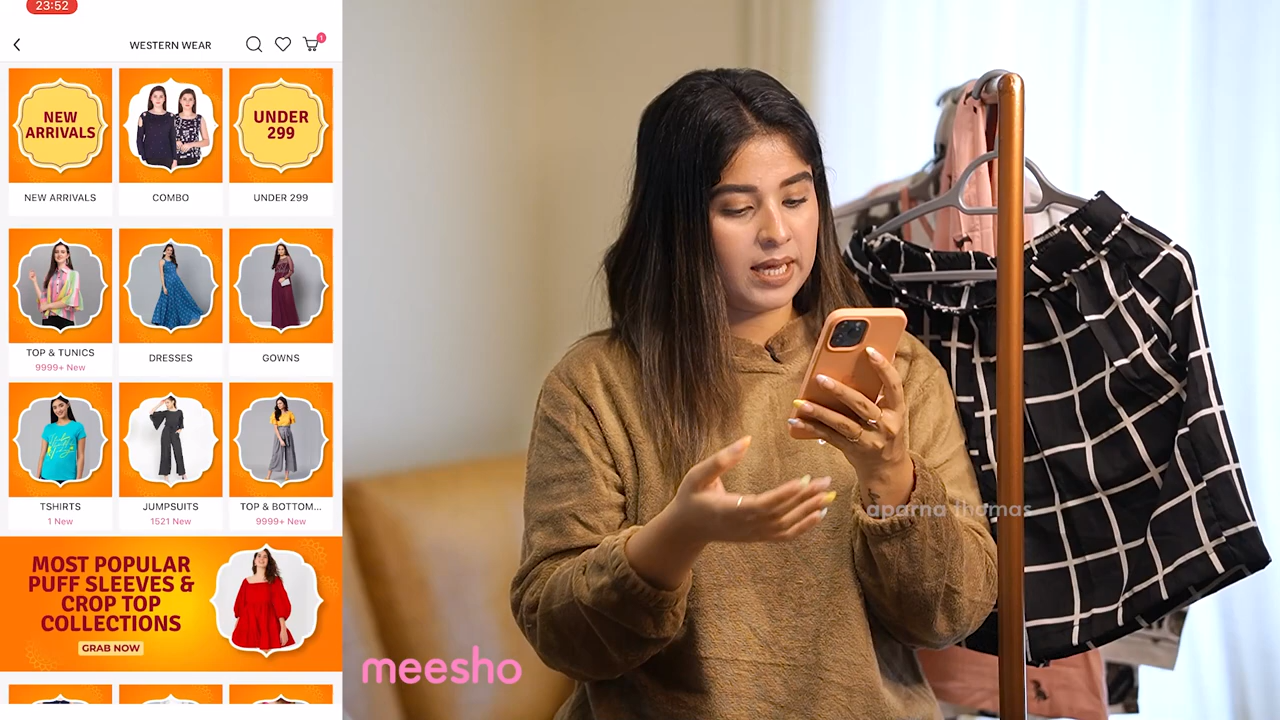 23:52
WESTERN WEAR
1
NEW
ARRIVALS
UNDER
299
NEW ARRIVALS
COMBO
UNDER 299
TOP & TUNICS
9999+ New
DRESSES
GOWNS
TSHIRTS
1 New
JUMPSUITS
1521 New
TOP & BOTTOM...
9999+ New
MOST POPULAR
PUFF SLEEVES &
CROP TOP
COLLECTIONS
GRAB NOW
meesho
aparna thomas